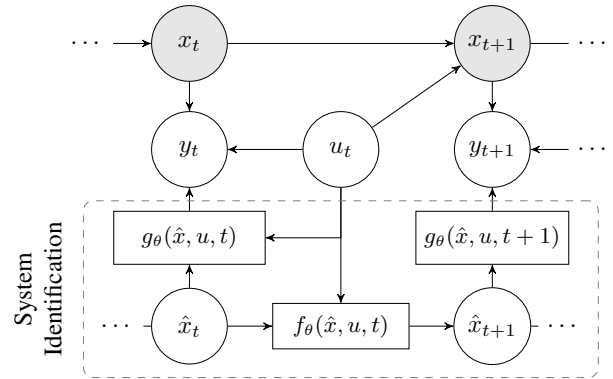 ⋯ x_t x_{t+1} ⋯
y_t u_t y_{t+1} ⋯
g_θ(x̂, u, t) g_θ(x̂, u, t + 1)
⋯ x̂_t f_θ(x̂, u, t) x̂_{t+1} ⋯
System
Identification